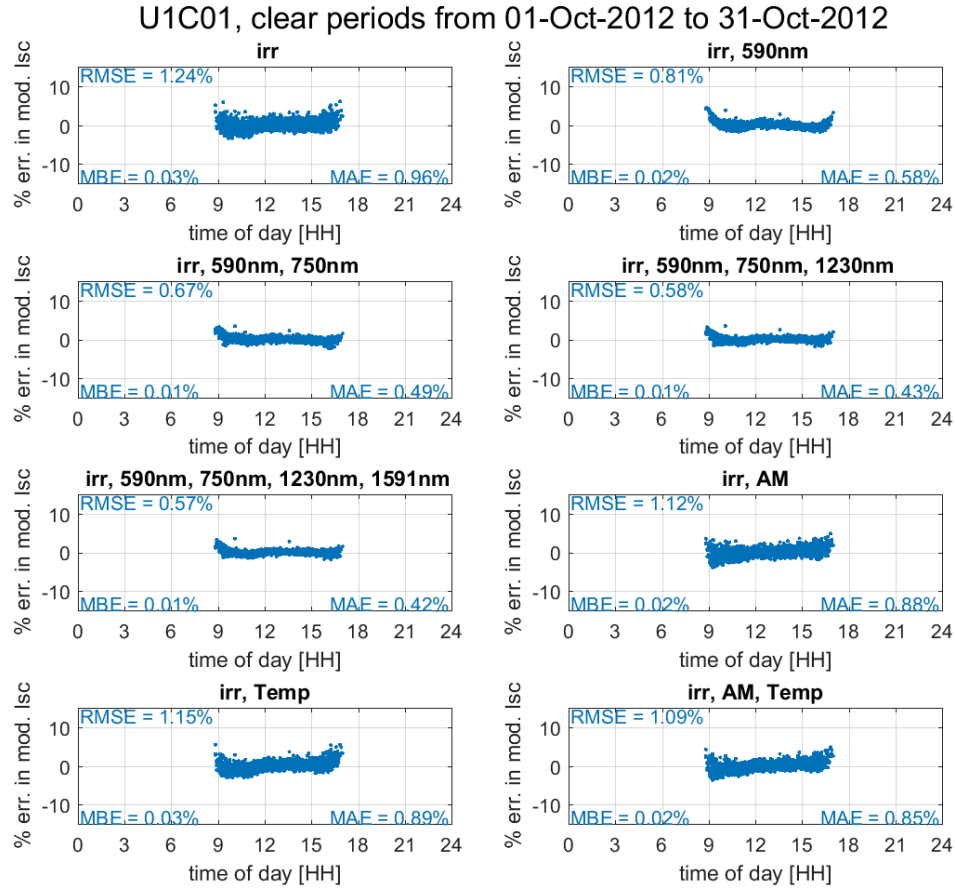 U1C01, clear periods from 01-Oct-2012 to 31-Oct-2012
irr
% err. in mod. Isc
10
0
-10
RMSE = 1.24%
MBE = 0.03%
MAE = 0.96%
0 3 6 9 12 15 18 21 24
time of day [HH]
irr, 590nm
% err. in mod. Isc
10
0
-10
RMSE = 0.81%
MBE = 0.02%
MAE = 0.58%
0 3 6 9 12 15 18 21 24
time of day [HH]
irr, 590nm, 750nm
% err. in mod. Isc
10
0
-10
RMSE = 0.67%
MBE = 0.01%
MAE = 0.49%
0 3 6 9 12 15 18 21 24
time of day [HH]
irr, 590nm, 750nm, 1230nm
% err. in mod. Isc
10
0
-10
RMSE = 0.58%
MBE = 0.01%
MAE = 0.43%
0 3 6 9 12 15 18 21 24
time of day [HH]
irr, 590nm, 750nm, 1230nm, 1591nm
% err. in mod. Isc
10
0
-10
RMSE = 0.57%
MBE = 0.01%
MAE = 0.42%
0 3 6 9 12 15 18 21 24
time of day [HH]
irr, AM
% err. in mod. Isc
10
0
-10
RMSE = 1.12%
MBE = 0.02%
MAE = 0.88%
0 3 6 9 12 15 18 21 24
time of day [HH]
irr, Temp
% err. in mod. Isc
10
0
-10
RMSE = 1.15%
MBE = 0.03%
MAE = 0.89%
0 3 6 9 12 15 18 21 24
time of day [HH]
irr, AM, Temp
% err. in mod. Isc
10
0
-10
RMSE = 1.09%
MBE = 0.02%
MAE = 0.85%
0 3 6 9 12 15 18 21 24
time of day [HH]